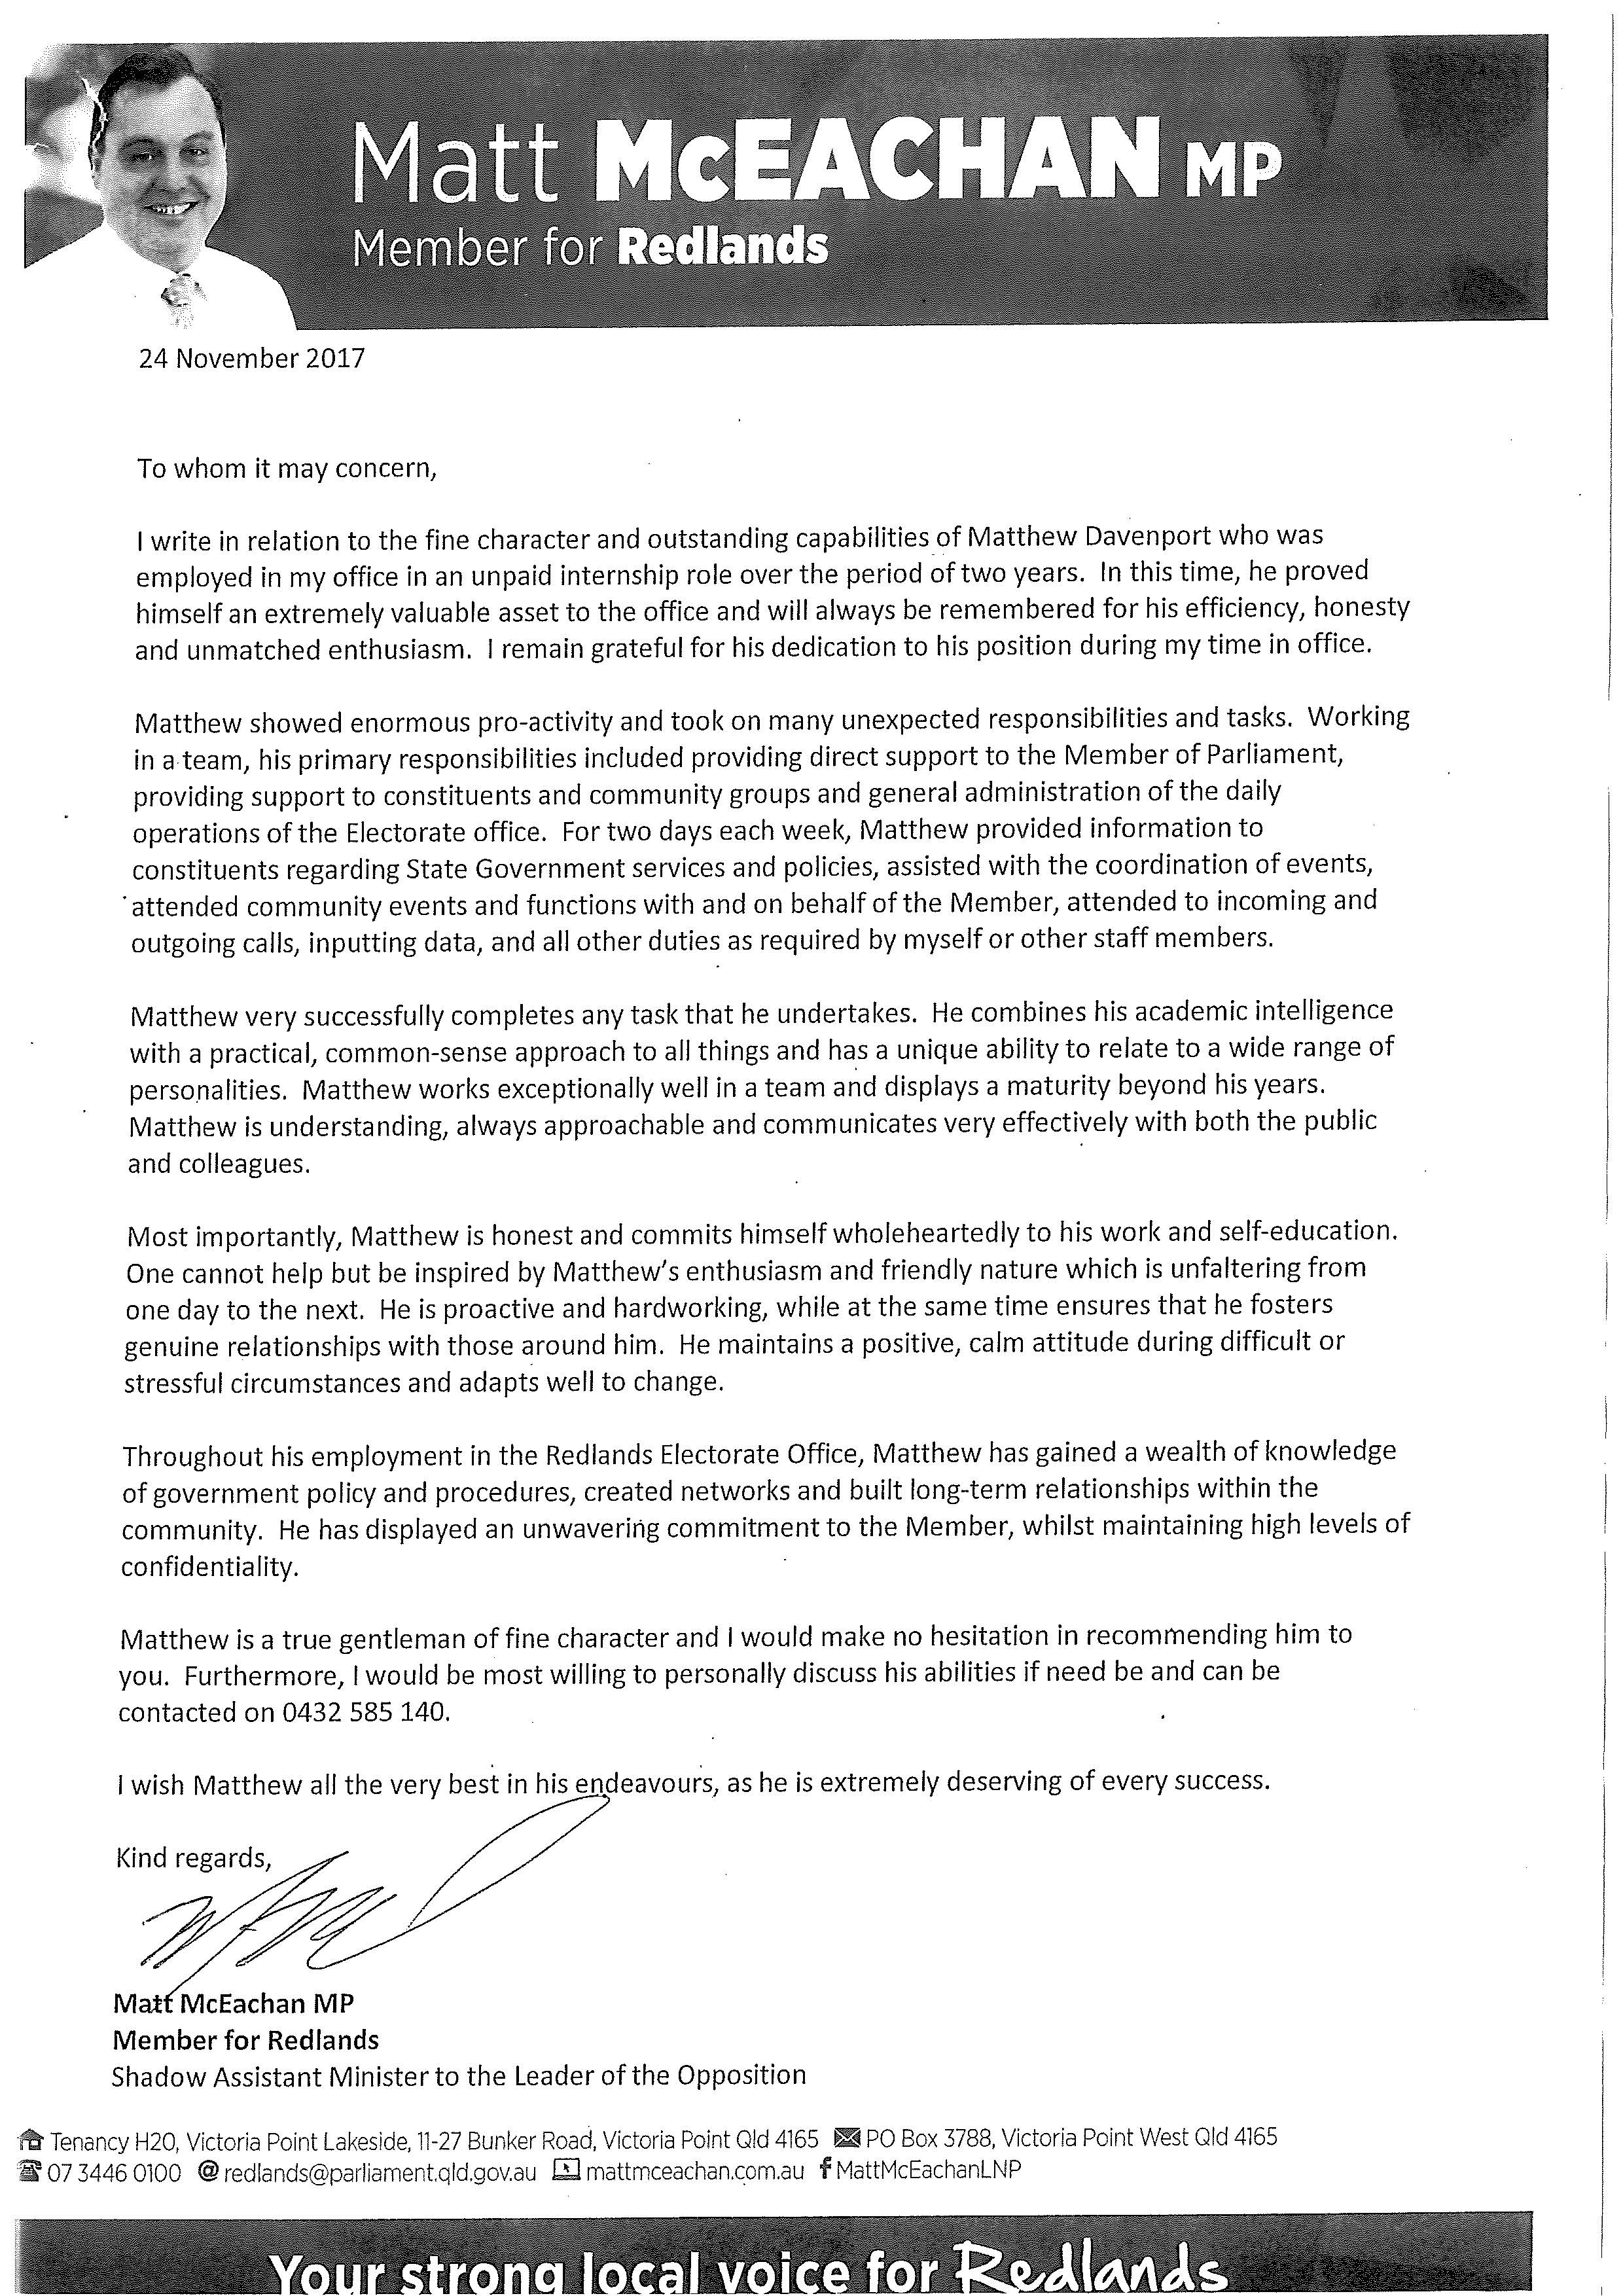 Matt McEACHAN MP
Member for Redlands
24 November 2017
To whom it may concern,
I write in relation to the fine character and outstanding capabilities of Matthew Davenport who was
employed in my office in an unpaid internship role over the period of two years. In this time, he proved
himself an extremely valuable asset to the office and will always be remembered for his efficiency, honesty
and unmatched enthusiasm. I remain grateful for his dedication to his position during my time in office.
Matthew showed enormous pro-activity and took on many unexpected responsibilities and tasks. Working
in a team, his primary responsibilities included providing direct support to the Member of Parliament,
providing support to constituents and community groups and general administration of the daily
operations of the Electorate office. For two days each week, Matthew provided information to
constituents regarding State Government services and policies, assisted with the coordination of events,
attended community events and functions with and on behalf of the Member, attended to incoming and
outgoing calls, inputting data, and all other duties as required by myself or other staff members.
Matthew very successfully completes any task that he undertakes. He combines his academic intelligence
with a practical, common-sense approach to all things and has a unique ability to relate to a wide range of
personalities. Matthew works exceptionally well in a team and displays a maturity beyond his years.
Matthew is understanding, always approachable and communicates very effectively with both the public
and colleagues.
Most importantly, Matthew is honest and commits himself wholeheartedly to his work and self-education.
One cannot help but be inspired by Matthew's enthusiasm and friendly nature which is unfaltering from
one day to the next. He is proactive and hardworking, while at the same time ensures that he fosters
genuine relationships with those around him. He maintains a positive, calm attitude during difficult or
stressful circumstances and adapts well to change.
Throughout his employment in the Redlands Electorate Office, Matthew has gained a wealth of knowledge
of government policy and procedures, created networks and built long-term relationships within the
community. He has displayed an unwavering commitment to the Member, whilst maintaining high levels of
confidentiality.
Matthew is a true gentleman of fine character and I would make no hesitation in recommending him to
you. Furthermore, I would be most willing to personally discuss his abilities if need be and can be
contacted on 0432 585 140.
I wish Matthew all the very best in his endeavours, as he is extremely deserving of every success.
Kind regards,
Matt McEachan MP
Member for Redlands
Shadow Assistant Minister to the Leader of the Opposition
Tenancy H20, Victoria Point Lakeside, 11-27 Bunker Road, Victoria Point Qld 4165 PO Box 3788, Victoria Point West Qld 4165
07 3446 0100 @ redlands@parliament.qld.gov.au mattmceachan.com.au f MattMcEachanLNP
Your strong local voice for Redlands